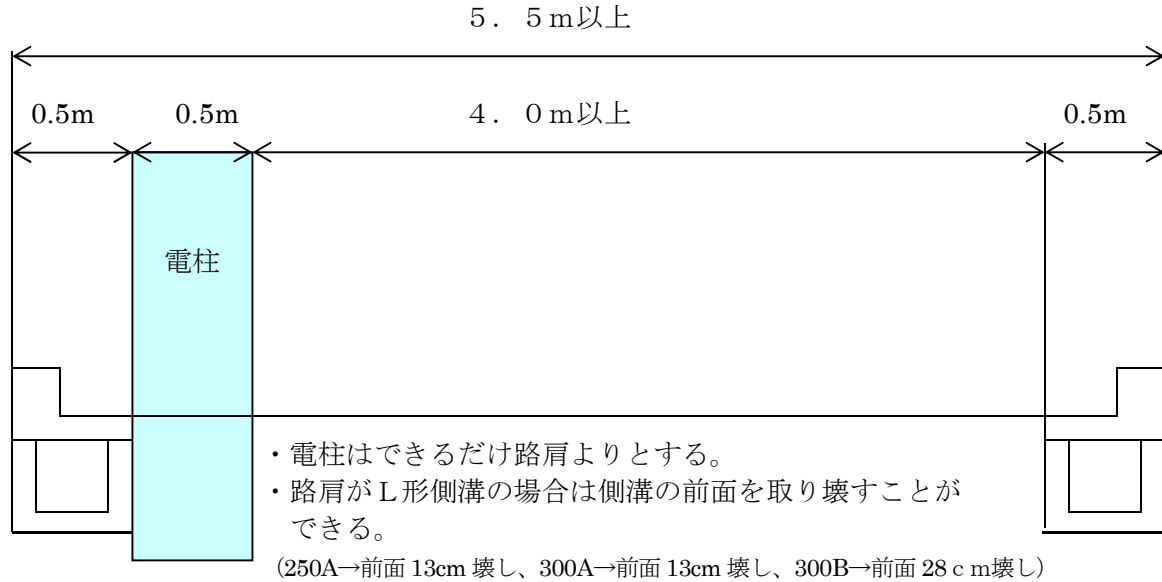 ５．５ｍ以上
0.5m 0.5m ４．０ｍ以上 0.5m
電柱
・電柱はできるだけ路肩よりとする。
・路肩がＬ形側溝の場合は側溝の前面を取り壊すことが
できる。
（250A→前面 13cm 壊し、300A→前面 13cm 壊し、300B→前面 28ｃｍ壊し）